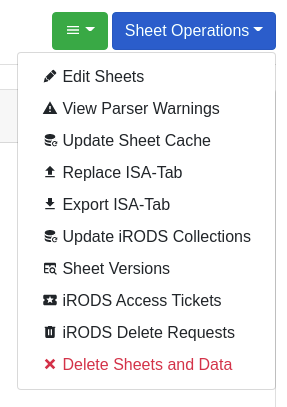 Sheet Operations
Edit Sheets
View Parser Warnings
Update Sheet Cache
Replace ISA-Tab
Export ISA-Tab
Update iRODS Collections
Sheet Versions
iRODS Access Tickets
iRODS Delete Requests
Delete Sheets and Data